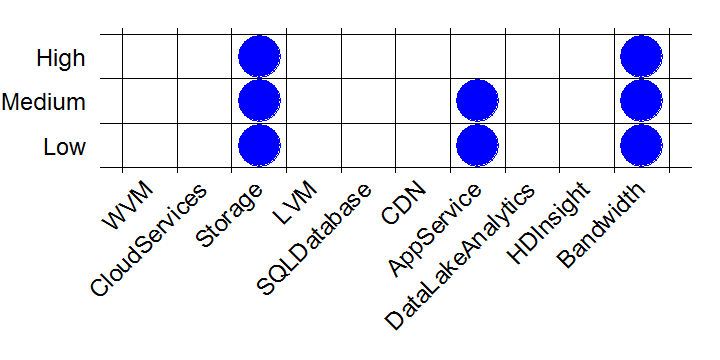 High
Medium
Low
WVM
CloudServices
Storage
LVM
SQLDatabase
CDN
AppService
DataLakeAnalytics
HDInsight
Bandwidth